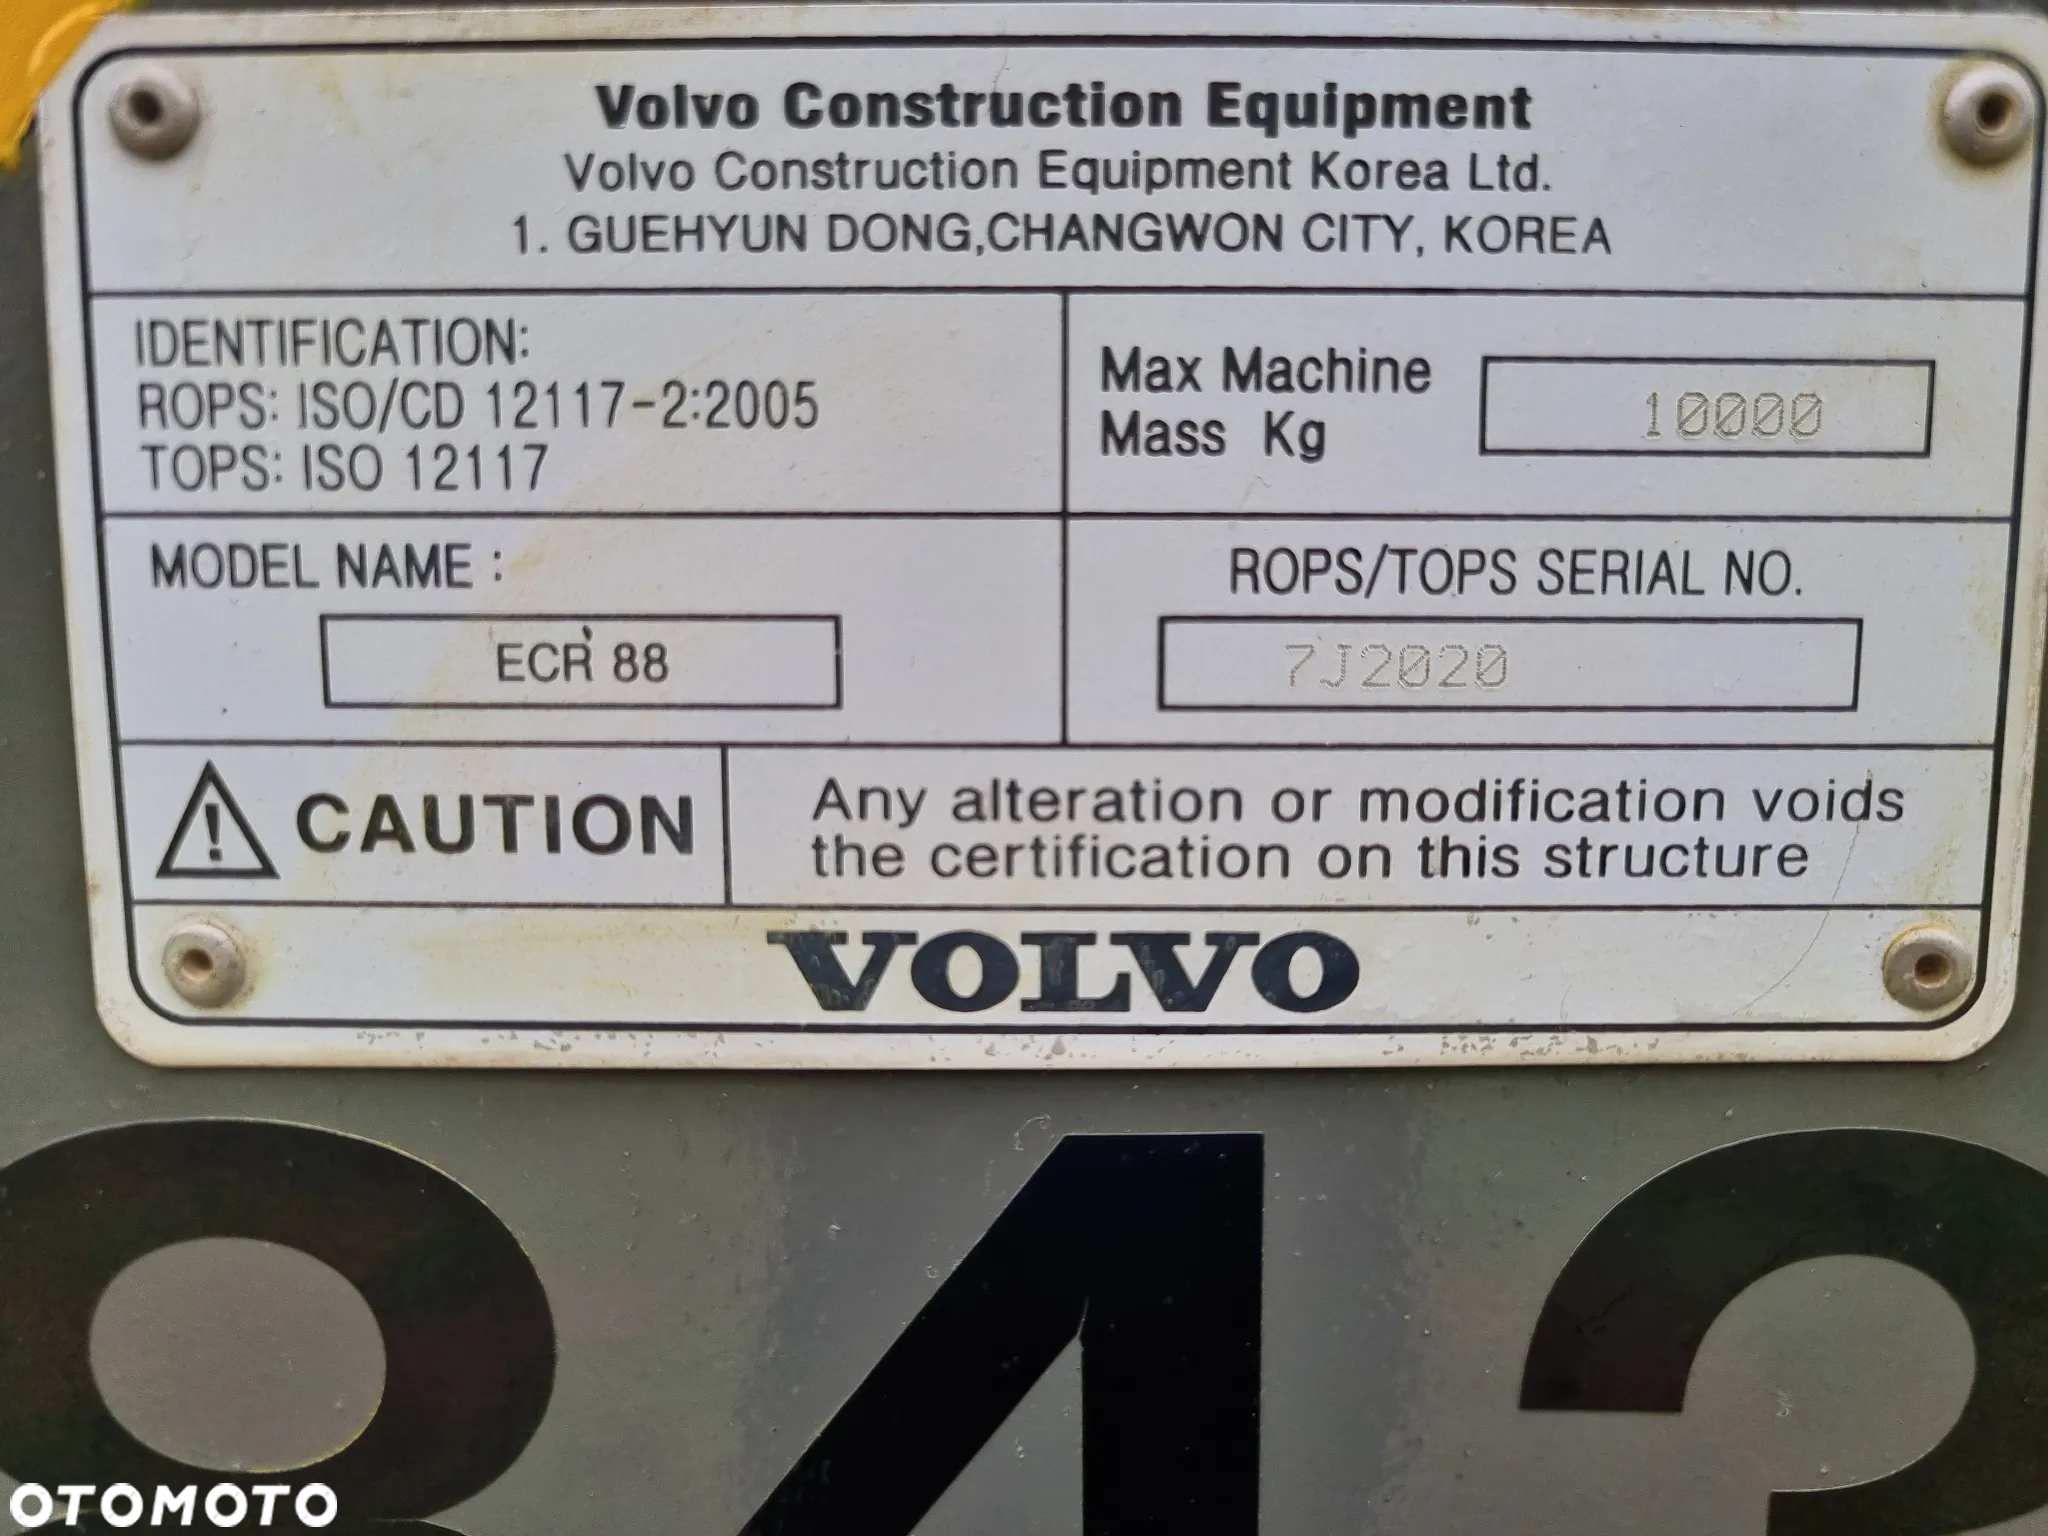 Volvo Construction Equipment
Volvo Construction Equipment Korea Ltd.
1. GUEHYUN DONG,CHANGWON CITY, KOREA
IDENTIFICATION:
ROPS: ISO/CD 12117-2:2005
TOPS: ISO 12117
Max Machine
Mass Kg
10000
MODEL NAME :
ECR 88
ROPS/TOPS SERIAL NO.
7J2020
! CAUTION
Any alteration or modification voids
the certification on this structure
VOLVO
843
OTOMOTO